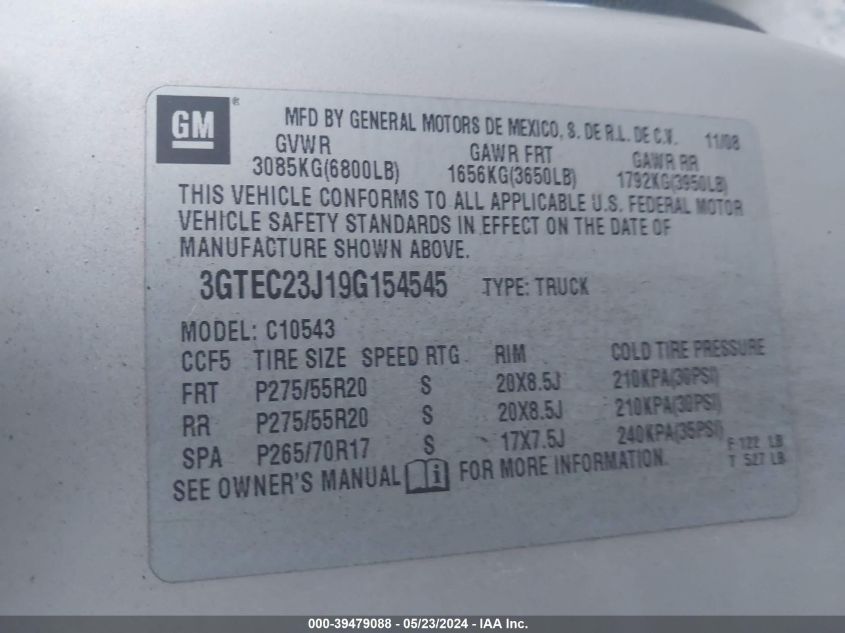 GM ® MFD BY GENERAL MOTORS DE MEXICO, S. DE R.L. DE C.V. 11/08
GVWR GAWR FRT GAWR RR
3085KG(6800LB) 1656KG(3650LB) 1792KG(3950LB)
THIS VEHICLE CONFORMS TO ALL APPLICABLE U.S. FEDERAL MOTOR
VEHICLE SAFETY STANDARDS IN EFFECT ON THE DATE OF
MANUFACTURE SHOWN ABOVE.
3GTEC23J19G154545 TYPE: TRUCK
MODEL: C10543
CCF5 TIRE SIZE SPEED RTG RIM COLD TIRE PRESSURE
FRT P275/55R20 S 20X8.5J 210KPA(30PSI)
RR P275/55R20 S 20X8.5J 210KPA(30PSI)
SPA P265/70R17 S 17X7.5J 240KPA(35PSI) F 122 LB
T 527 LB
SEE OWNER'S MANUAL i FOR MORE INFORMATION.
000-39479088 - 05/23/2024 - IAA Inc.